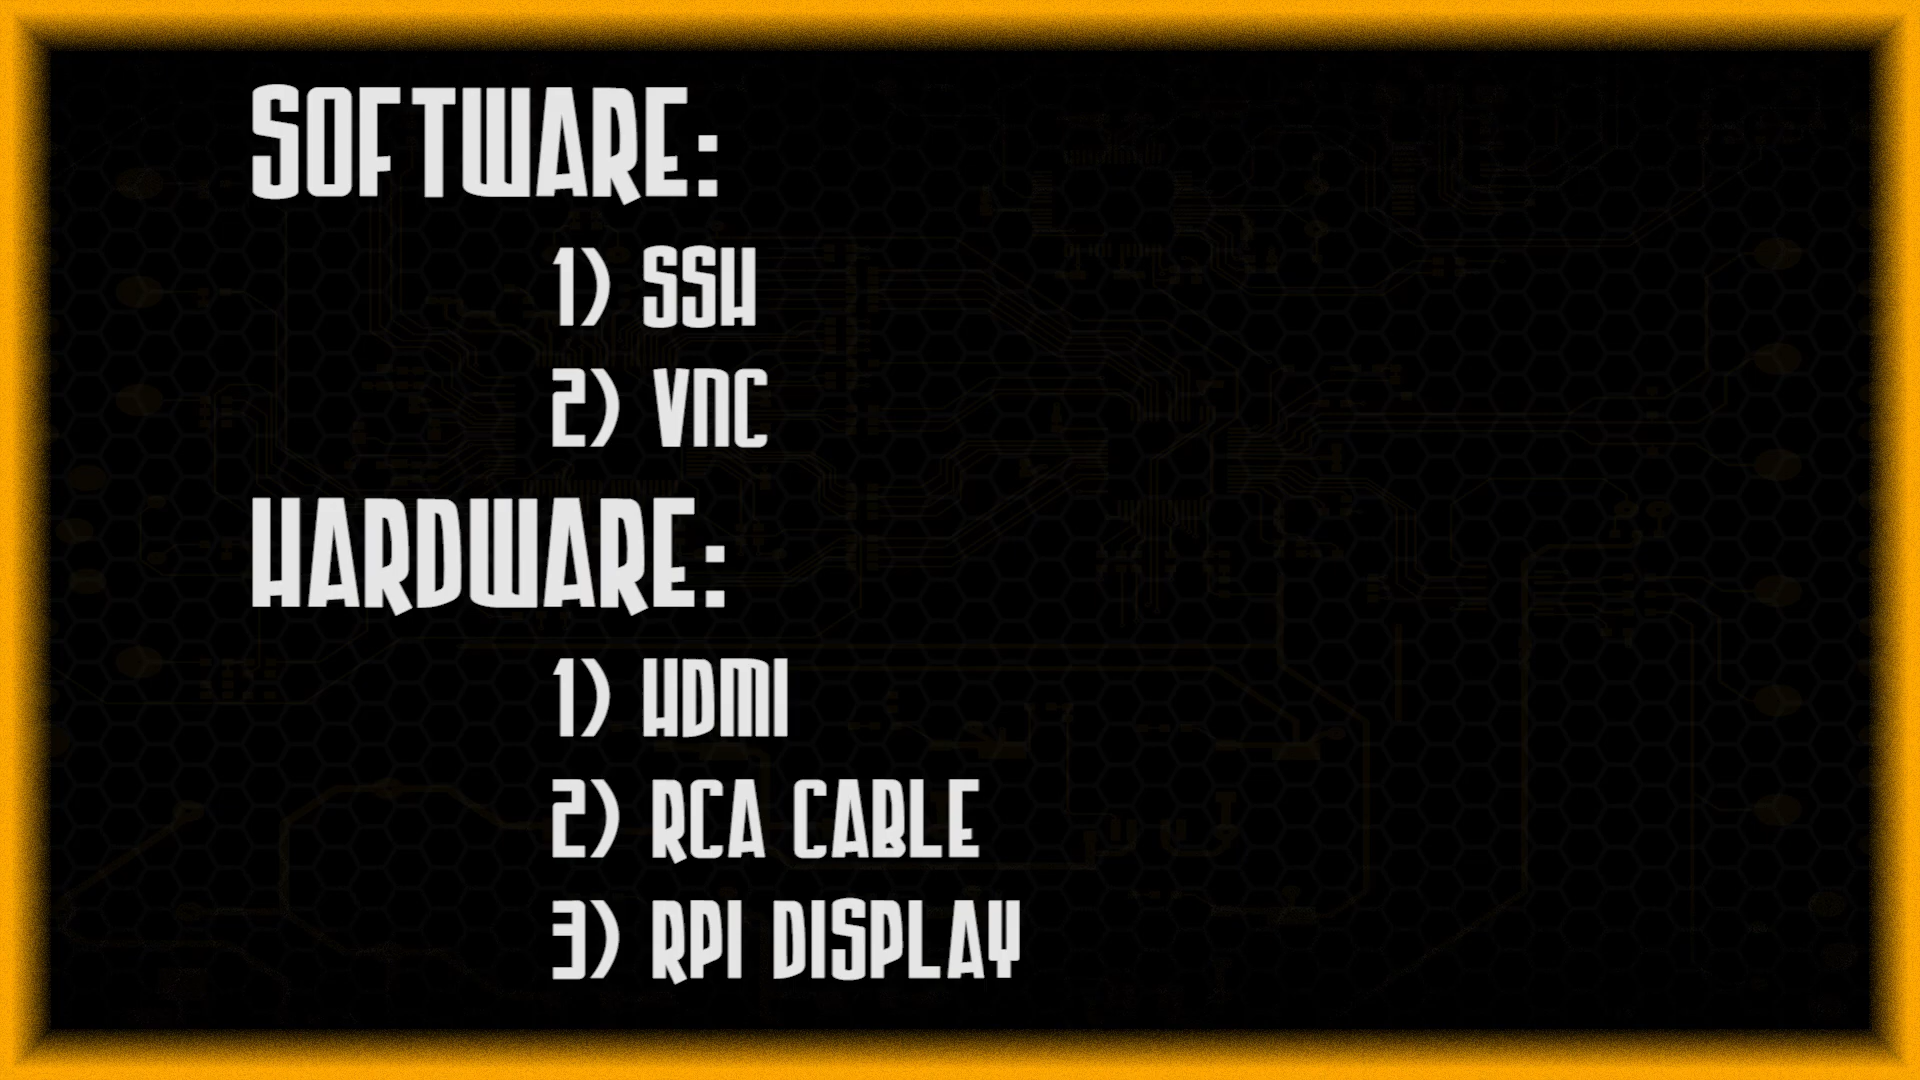 SOFTWARE:
1) SSH
2) VNC
HARDWARE:
1) HDMI
2) RCA CABLE
3) RPI DISPLAY